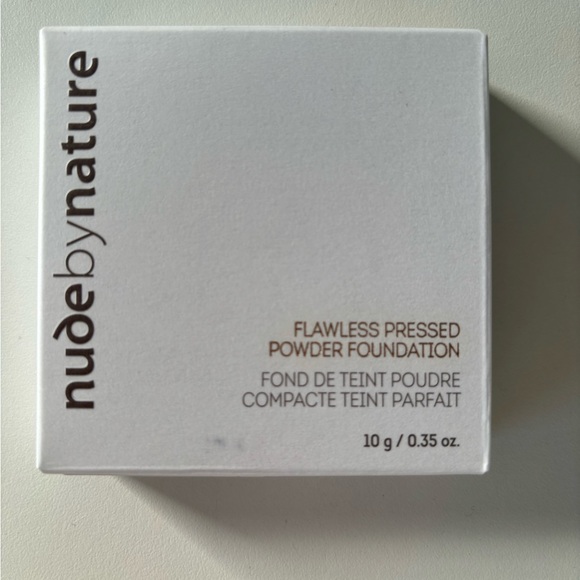 nudebynature
FLAWLESS PRESSED
POWDER FOUNDATION
FOND DE TEINT POUDRE
COMPACTE TEINT PARFAIT
10 g / 0.35 oz.